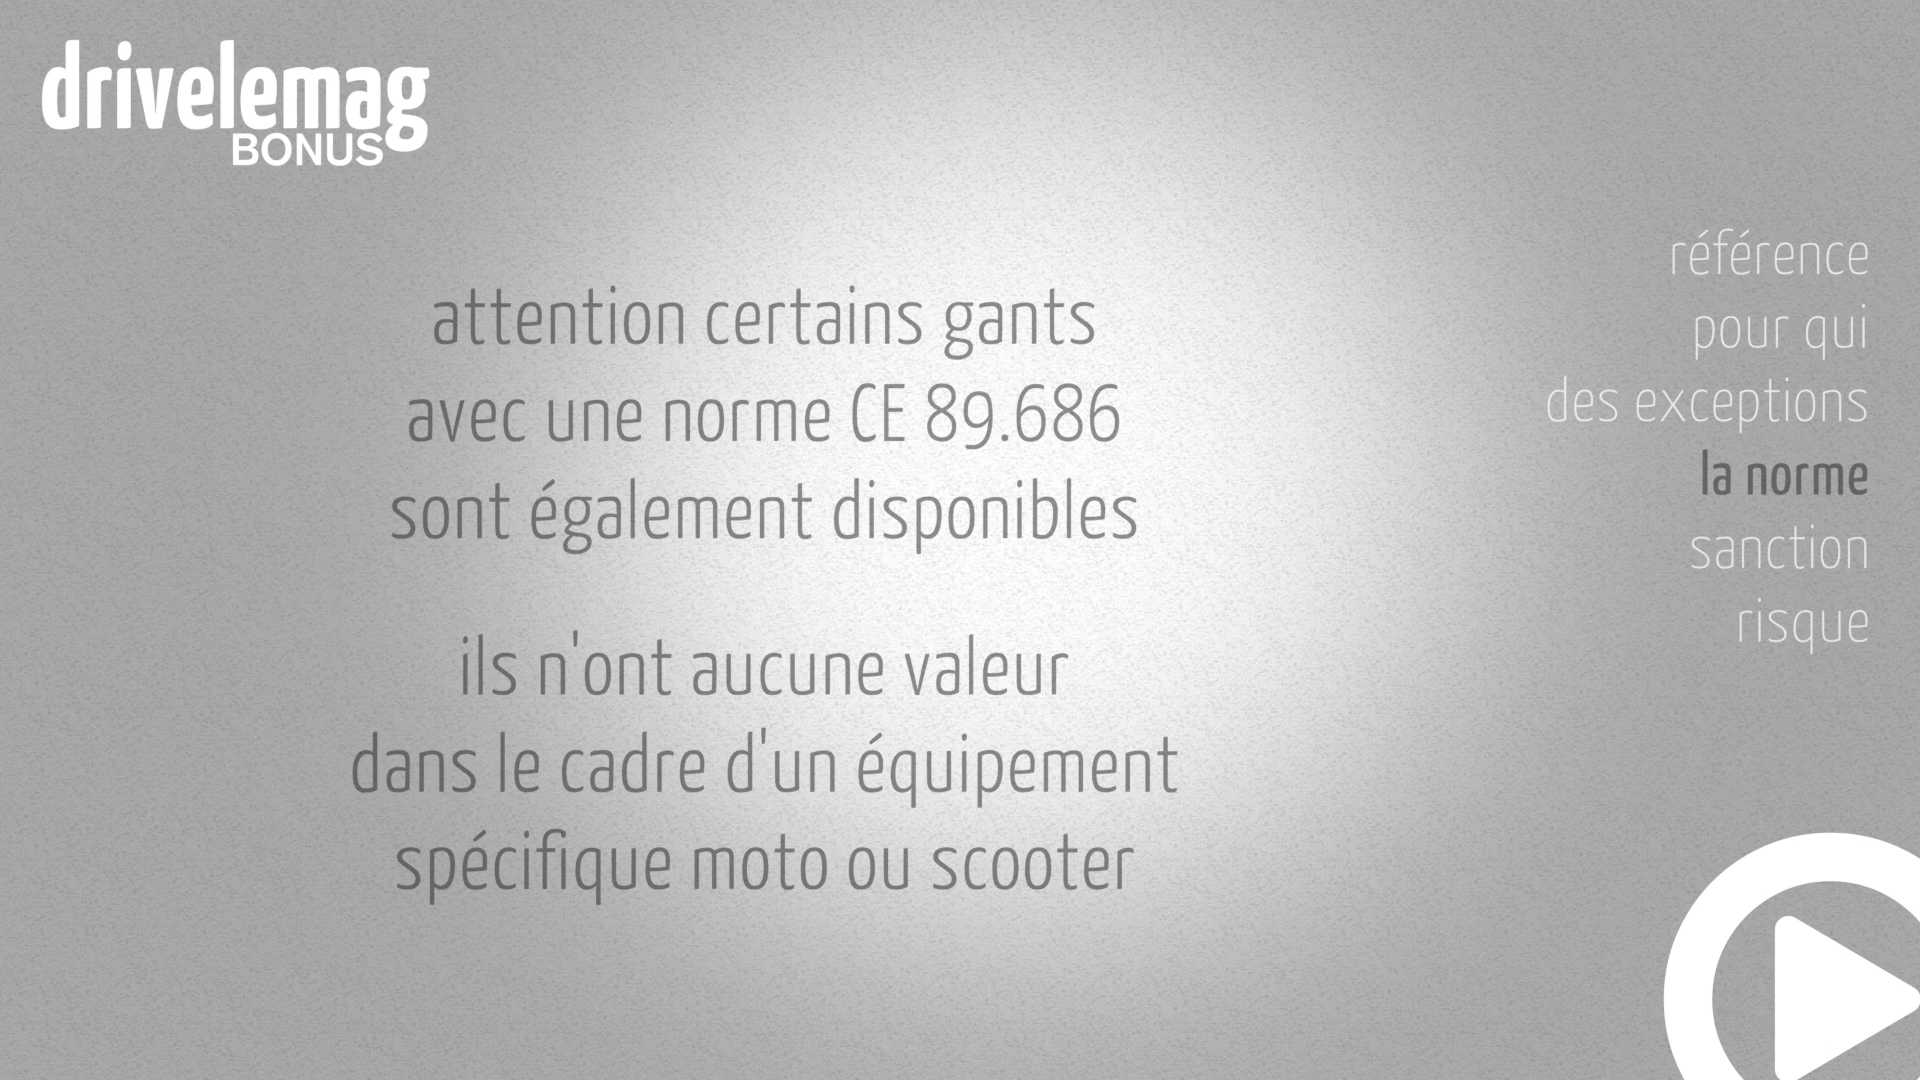 drivelemag
BONUS
attention certains gants
avec une norme CE 89.686
sont également disponibles
ils n'ont aucune valeur
dans le cadre d'un équipement
spécifique moto ou scooter
référence
pour qui
des exceptions
la norme
sanction
risque